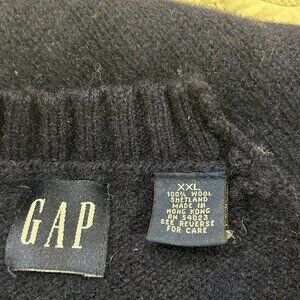 GAP
XXL
100% WOOL
SHETLAND
MADE IN
HONG KONG
RN 54023
SEE REVERSE
FOR CARE